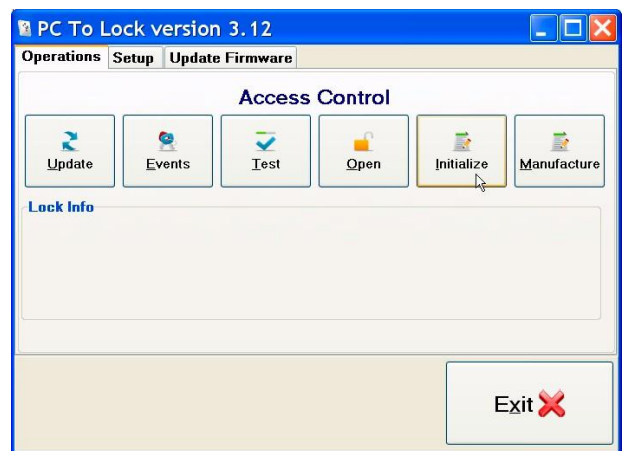 PC To Lock version 3.12
Operations Setup Update Firmware
Access Control
Update Events Test Open Initialize Manufacture
Lock Info
Exit